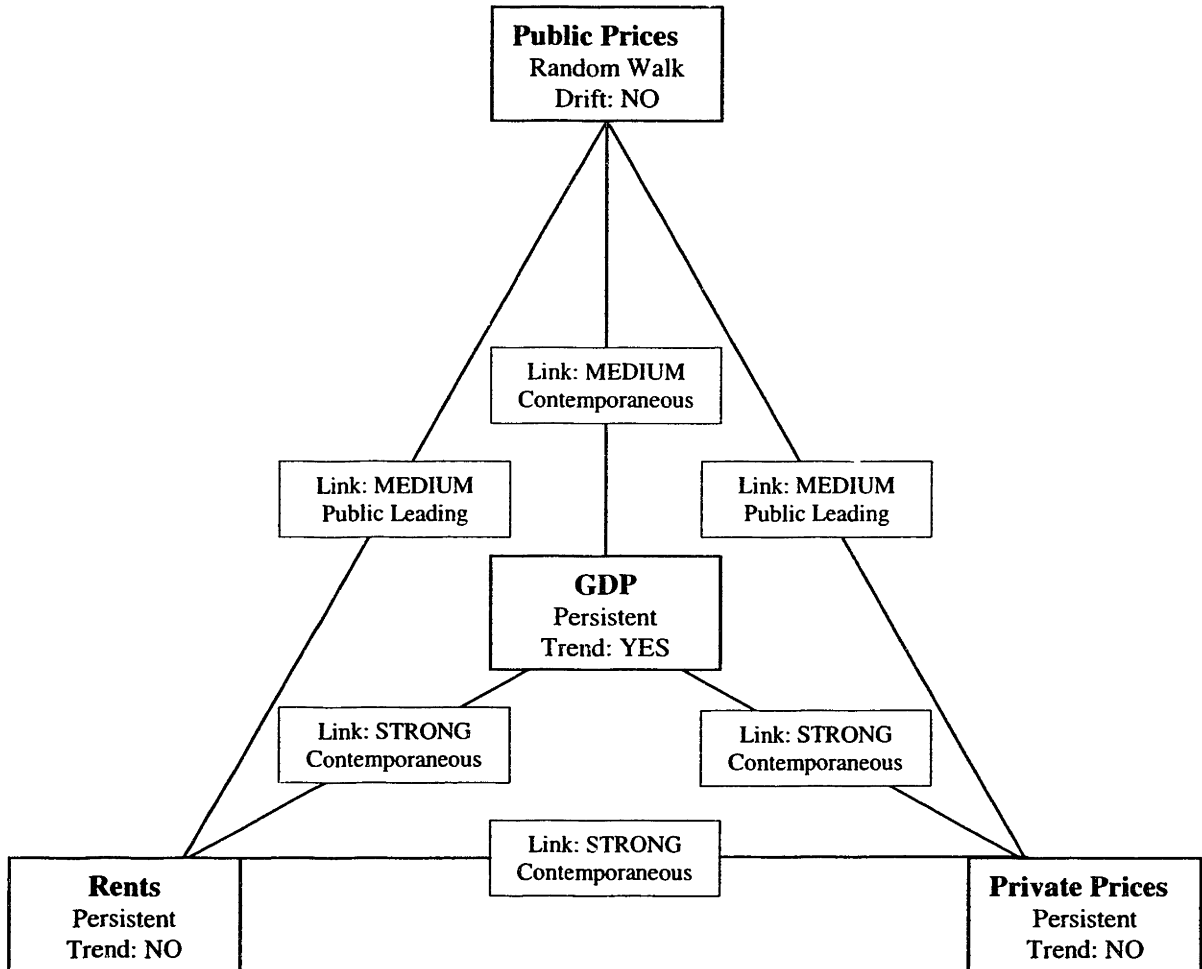 Public Prices
Random Walk
Drift: NO
Link: MEDIUM
Contemporaneous
Link: MEDIUM
Public Leading
Link: MEDIUM
Public Leading
GDP
Persistent
Trend: YES
Link: STRONG
Contemporaneous
Link: STRONG
Contemporaneous
Link: STRONG
Contemporaneous
Rents
Persistent
Trend: NO
Private Prices
Persistent
Trend: NO